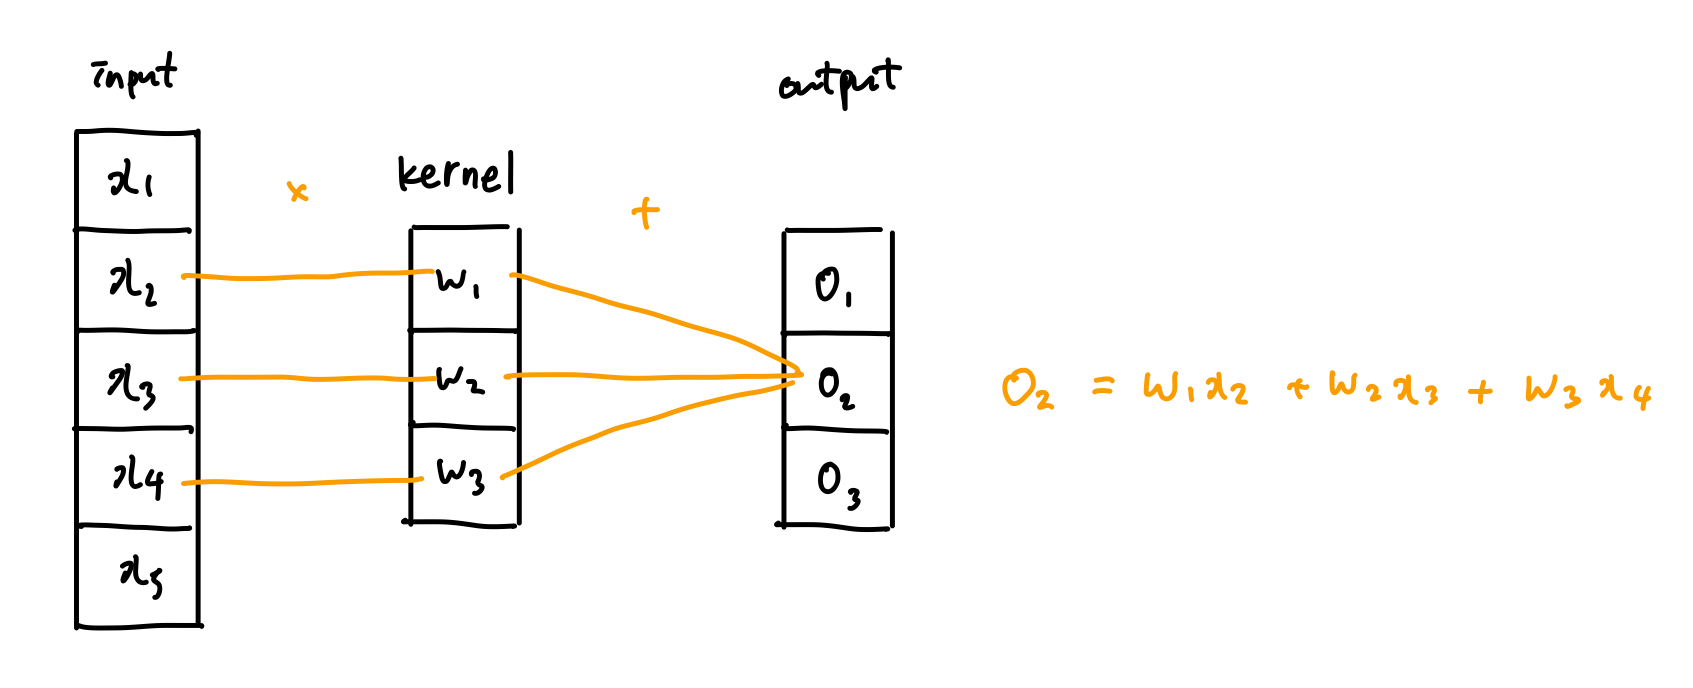 input
x1
x2
x3
x4
x5
×
kernel
w1
w2
w3
+
output
O1
O2
O3
O2 = w1x2 + w2x3 + w3x4